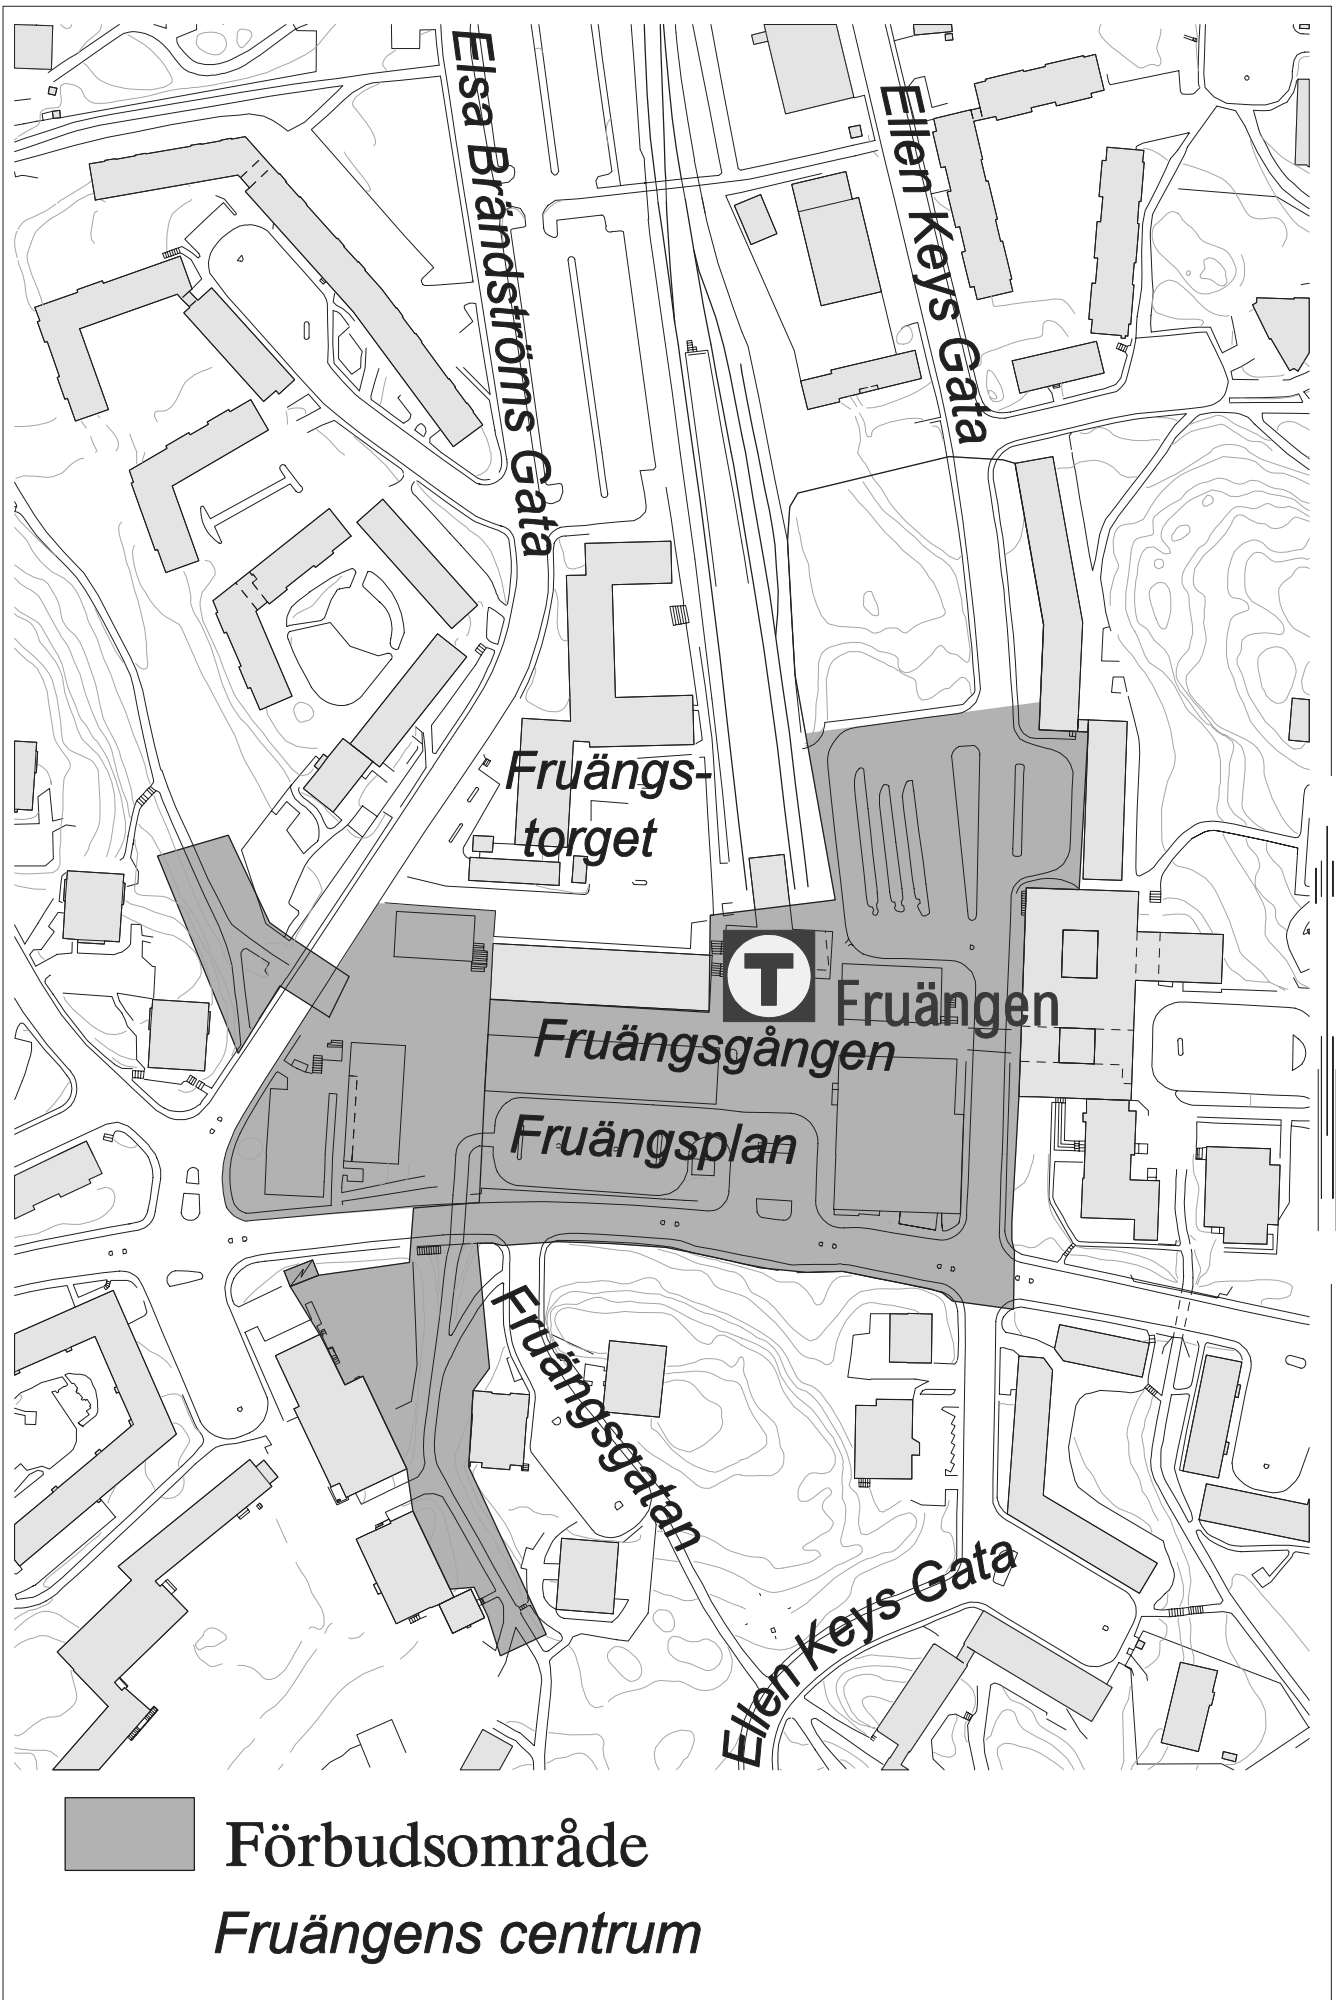 Elsa Brändströms Gata
Ellen Keys Gata
Fruängs-
torget
T Fruängen
Fruängsgången
Fruängsplan
Fruängsgatan
Ellen Keys Gata
Förbudsområde
Fruängens centrum